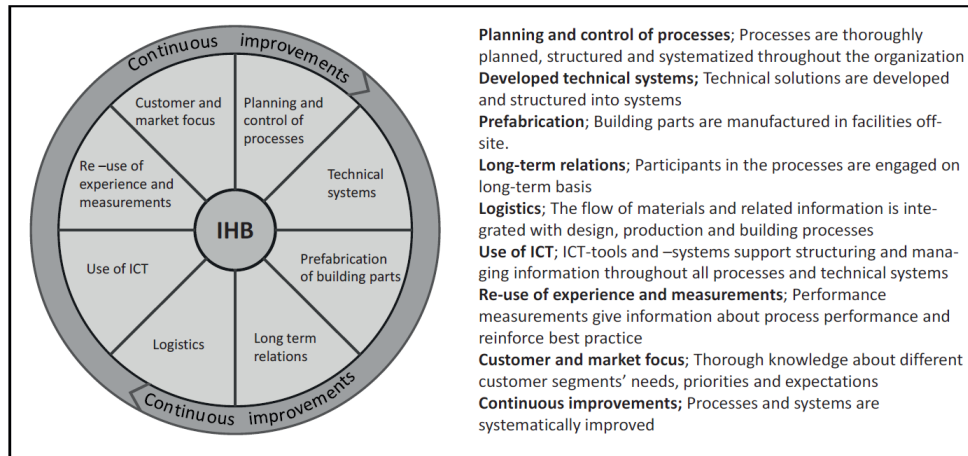 Continuous improvements
Customer and
market focus
Planning and
control of
processes
Re –use of
experience and
measurements
Technical
systems
IHB
Use of ICT
Prefabrication
of building parts
Logistics
Long term
relations
Continuous improvements
Planning and control of processes; Processes are thoroughly
planned, structured and systematized throughout the organization
Developed technical systems; Technical solutions are developed
and structured into systems
Prefabrication; Building parts are manufactured in facilities off-
site.
Long-term relations; Participants in the processes are engaged on
long-term basis
Logistics; The flow of materials and related information is inte-
grated with design, production and building processes
Use of ICT; ICT-tools and –systems support structuring and mana-
ging information throughout all processes and technical systems
Re-use of experience and measurements; Performance
measurements give information about process performance and
reinforce best practice
Customer and market focus; Thorough knowledge about different
customer segments’ needs, priorities and expectations
Continuous improvements; Processes and systems are
systematically improved